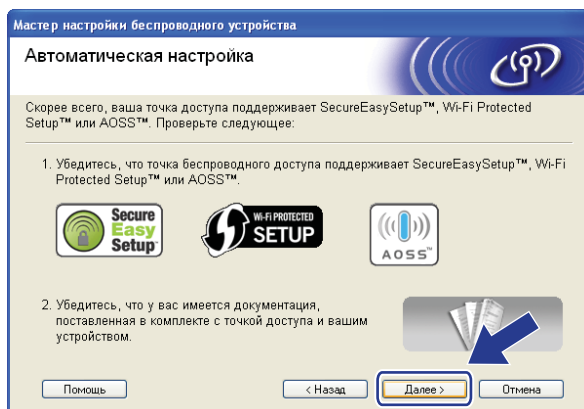 Мастер настройки беспроводного устройства
Автоматическая настройка
Скорее всего, ваша точка доступа поддерживает SecureEasySetup™, Wi-Fi Protected
Setup™ или AOSS™. Проверьте следующее:
1. Убедитесь, что точка беспроводного доступа поддерживает SecureEasySetup™, Wi-Fi
Protected Setup™ или AOSS™.
Secure
Easy
Setup™
WI-FI PROTECTED
SETUP
AOSS™
2. Убедитесь, что у вас имеется документация,
поставленная в комплекте с точкой доступа и вашим
устройством.
Помощь
< Назад
Далее >
Отмена